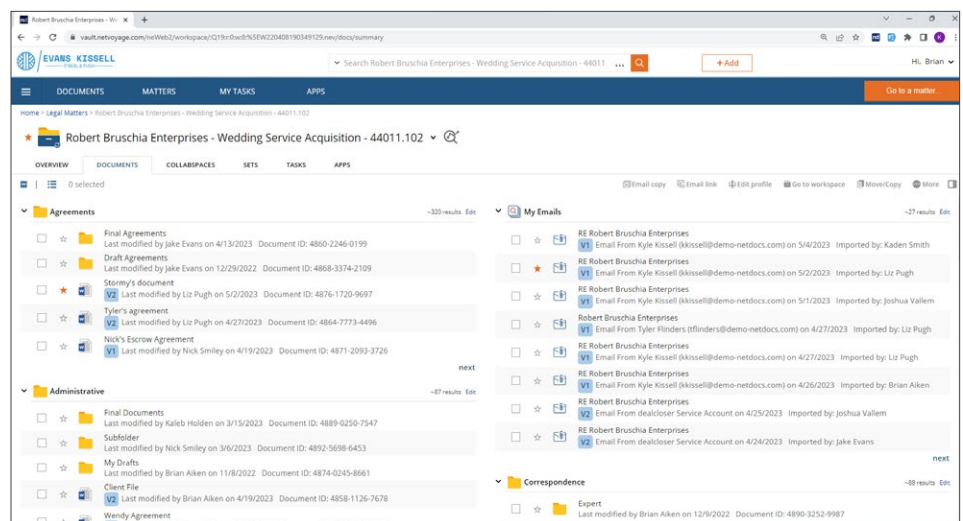 Robert Bruschia Enterprises - W
vault.netvoyage.com/neWeb2/workspace/
EVANS KISSELL
Search Robert Bruschia Enterprises - Wedding Service Acquisition - 44011 ...
+Add
Hi, Brian
DOCUMENTS MATTERS MY TASKS APPS
Go to a matter...
Home > Legal Matters > Robert Bruschia Enterprises - Wedding Service Acquisition - 44011.102
Robert Bruschia Enterprises - Wedding Service Acquisition - 44011.102
OVERVIEW DOCUMENTS COLLABSPACES SETS TASKS APPS
0 selected
Email copy Email link Edit profile Go to workspace Move/Copy More
Agreements
~320 results Edit
Final Agreements
Last modified by Jake Evans on 4/13/2023 Document ID: 4860-2246-0199
Draft Agreements
Last modified by Jake Evans on 12/29/2022 Document ID: 4868-3374-2109
Stormy's document
V2 Last modified by Liz Pugh on 5/2/2023 Document ID: 4876-1720-9697
Tyler's agreement
V2 Last modified by Liz Pugh on 4/27/2023 Document ID: 4864-7773-4496
Nick's Escrow Agreement
V1 Last modified by Nick Smiley on 4/19/2023 Document ID: 4871-2093-3726
next
Administrative
~87 results Edit
Final Documents
Last modified by Kaleb Holden on 3/15/2023 Document ID: 4889-0250-7547
Subfolder
Last modified by Nick Smiley on 3/6/2023 Document ID: 4892-5698-6453
My Drafts
Last modified by Brian Aiken on 11/8/2022 Document ID: 4874-0245-8661
Client File
V2 Last modified by Brian Aiken on 4/19/2023 Document ID: 4858-1126-7678
Wendy Agreement
My Emails
~27 results Edit
RE Robert Bruschia Enterprises
V1 Email From Kyle Kissell (kkissell@demo-netdocs.com) on 5/4/2023 Imported by: Kaden Smith
RE Robert Bruschia Enterprises
V1 Email From Kyle Kissell (kkissell@demo-netdocs.com) on 5/2/2023 Imported by: Liz Pugh
RE Robert Bruschia Enterprises
V1 Email From Kyle Kissell (kkissell@demo-netdocs.com) on 5/1/2023 Imported by: Joshua Vallem
Robert Bruschia Enterprises
V1 Email From Tyler Flinders (tflinders@demo-netdocs.com) on 4/27/2023 Imported by: Liz Pugh
RE Robert Bruschia Enterprises
V1 Email From Kyle Kissell (kkissell@demo-netdocs.com) on 4/27/2023 Imported by: Liz Pugh
RE Robert Bruschia Enterprises
V1 Email From Kyle Kissell (kkissell@demo-netdocs.com) on 4/26/2023 Imported by: Brian Aiken
RE Robert Bruschia Enterprises
V2 Email From dealcloser Service Account on 4/25/2023 Imported by: Joshua Vallem
RE Robert Bruschia Enterprises
V2 Email From dealcloser Service Account on 4/24/2023 Imported by: Jake Evans
next
Correspondence
~88 results Edit
Expert
Last modified by Brian Aiken on 12/9/2022 Document ID: 4890-3252-9987